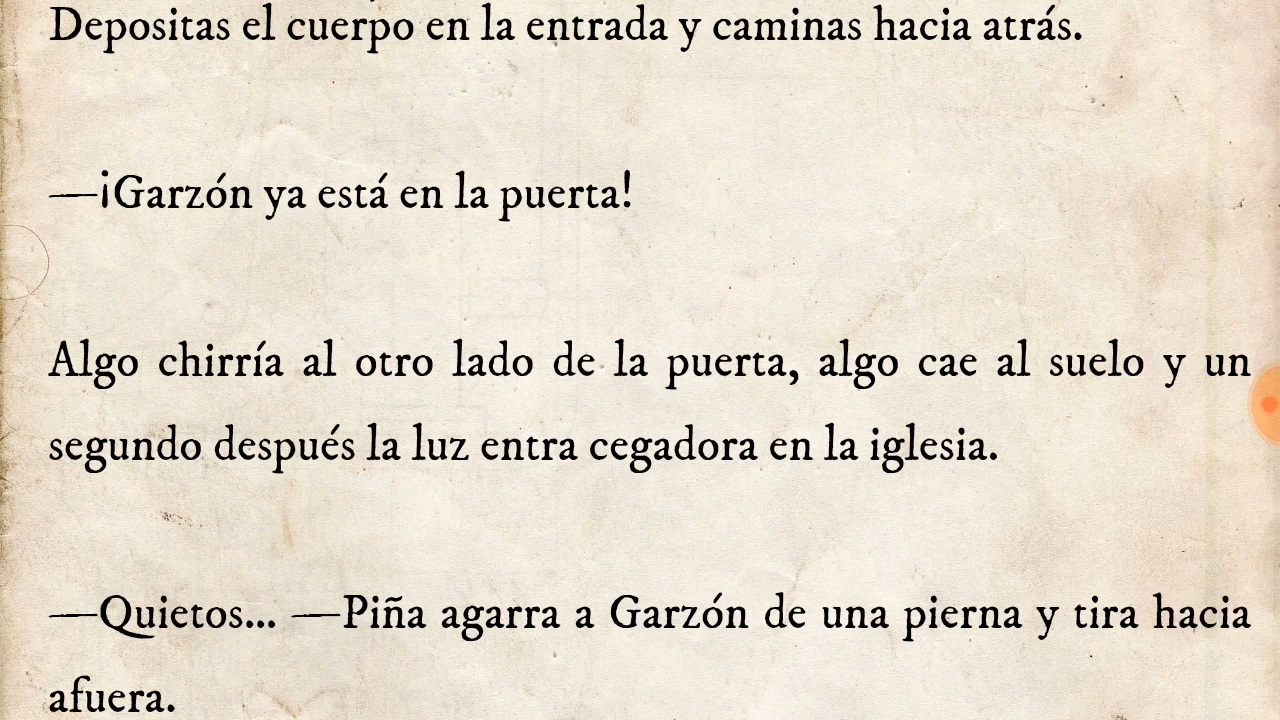 Depositas el cuerpo en la entrada y caminas hacia atrás.
—¡Garzón ya está en la puerta!
Algo chirría al otro lado de la puerta, algo cae al suelo y un
segundo después la luz entra cegadora en la iglesia.
—Quietos... —Piña agarra a Garzón de una pierna y tira hacia
afuera.